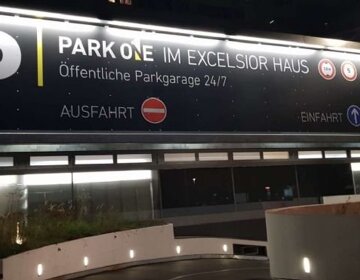 PARK ONE IM EXCELSIOR HAUS
Öffentliche Parkgarage 24/7
AUSFAHRT
EINFAHRT